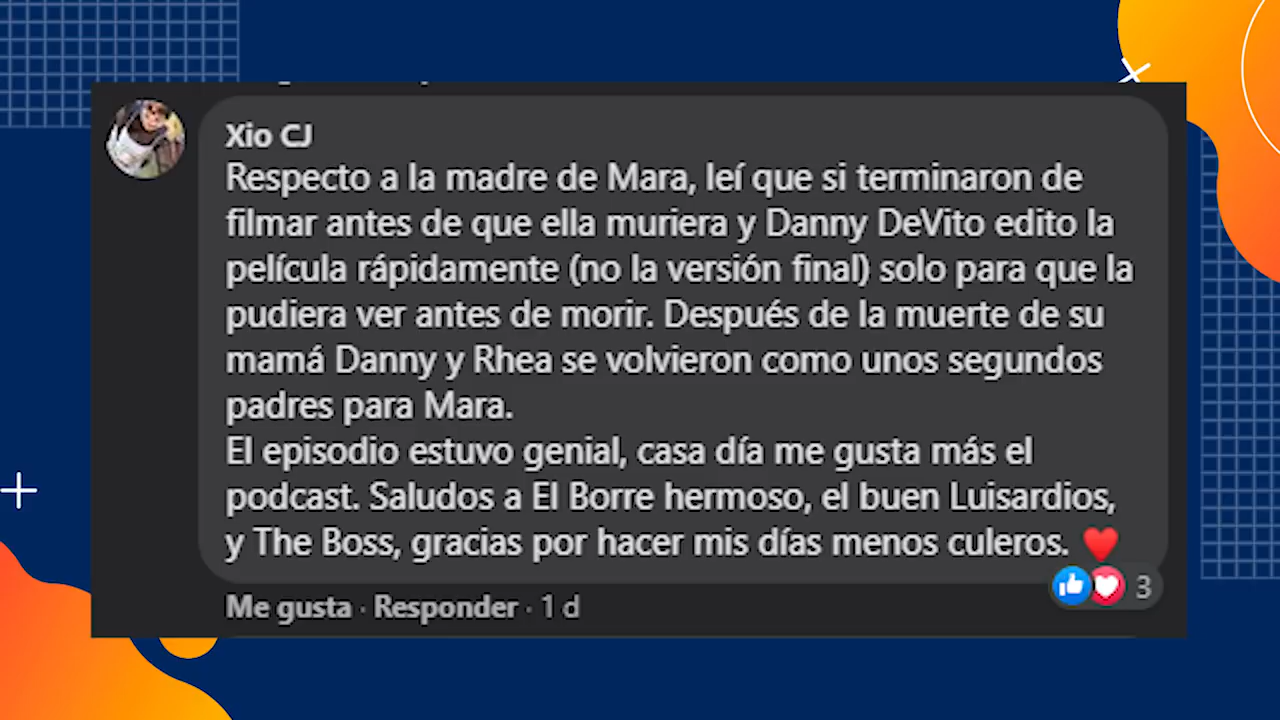 Xio CJ
Respecto a la madre de Mara, leí que si terminaron de
filmar antes de que ella muriera y Danny DeVito edito la
película rápidamente (no la versión final) solo para que la
pudiera ver antes de morir. Después de la muerte de su
mamá Danny y Rhea se volvieron como unos segundos
padres para Mara.
El episodio estuvo genial, casa día me gusta más el
podcast. Saludos a El Borre hermoso, el buen Luisardios,
y The Boss, gracias por hacer mis días menos culeros. ❤️
3
Me gusta · Responder · 1 d